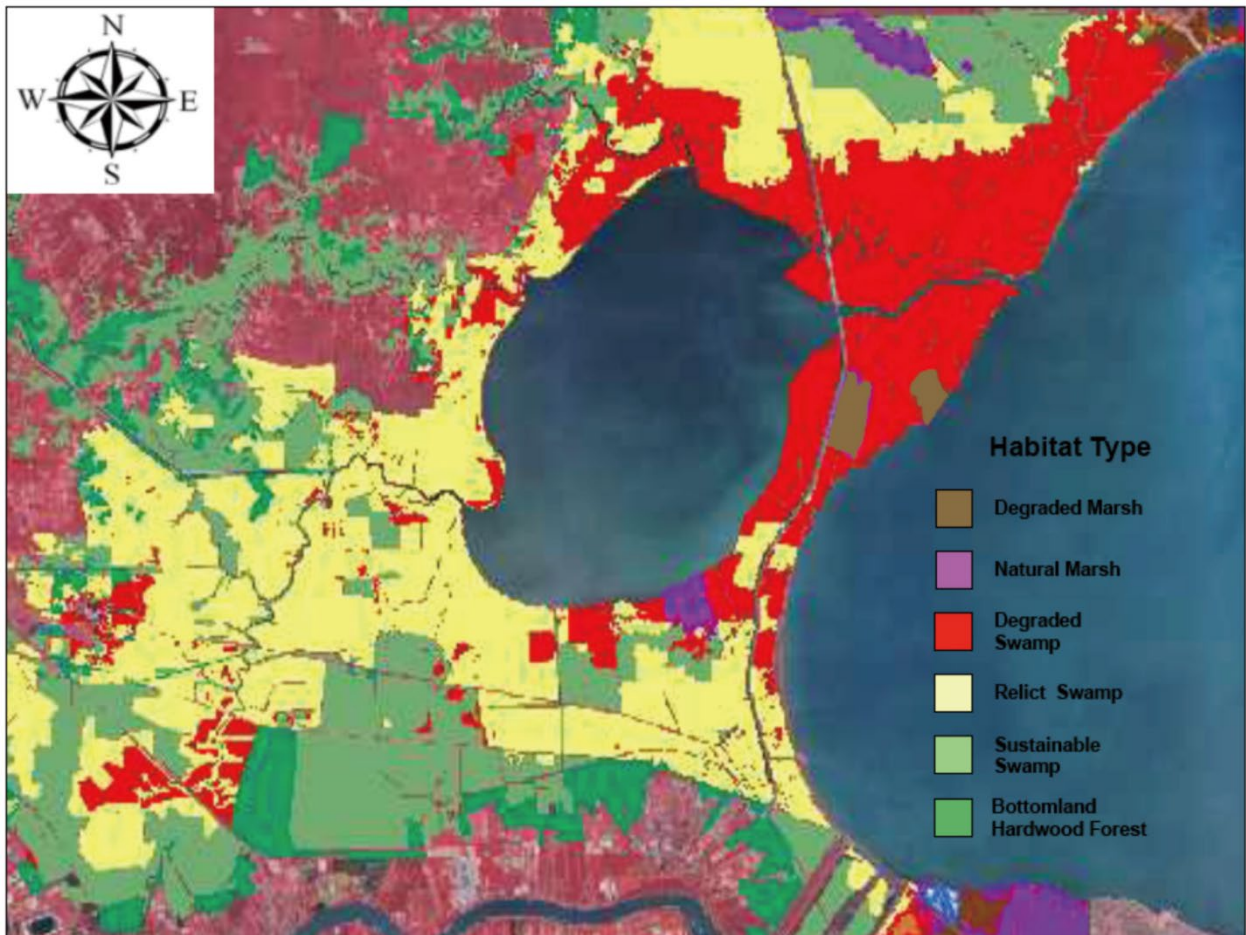 N
W E
S
Habitat Type
Degraded Marsh
Natural Marsh
Degraded
Swamp
Relict Swamp
Sustainable
Swamp
Bottomland
Hardwood Forest